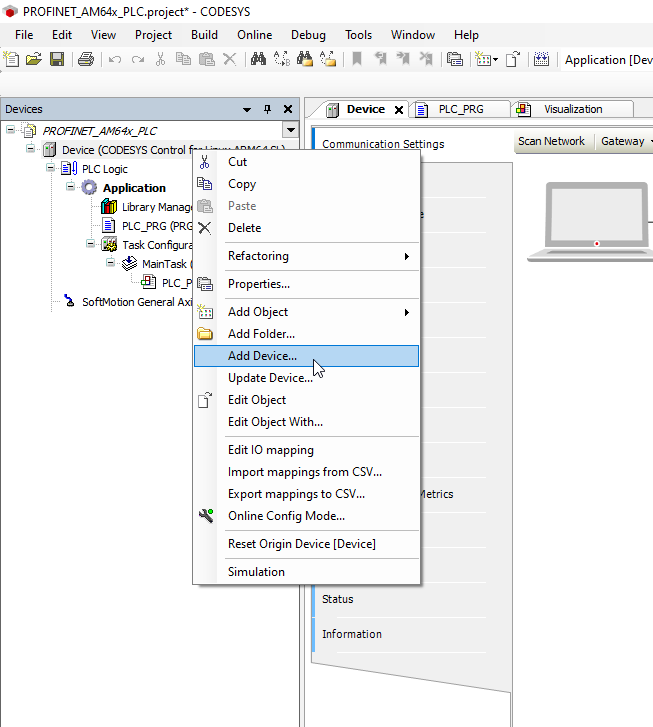 PROFINET_AM64x_PLC.project* - CODESYS
File Edit View Project Build Online Debug Tools Window Help
Application [Dev
Devices
PROFINET_AM64x_PLC
Device (CODESYS Control for Linux ARM64 SL)
PLC Logic
Application
Library Manag
PLC_PRG (PRG
Task Configura
MainTask (
PLC_P
SoftMotion General Axi
Cut
Copy
Paste
Delete
Refactoring
Properties...
Add Object
Add Folder...
Add Device...
Update Device...
Edit Object
Edit Object With...
Edit IO mapping
Import mappings from CSV...
Export mappings to CSV...
Online Config Mode...
Reset Origin Device [Device]
Simulation
Device PLC_PRG Visualization
Communication Settings
Scan Network Gateway
Metrics
Status
Information